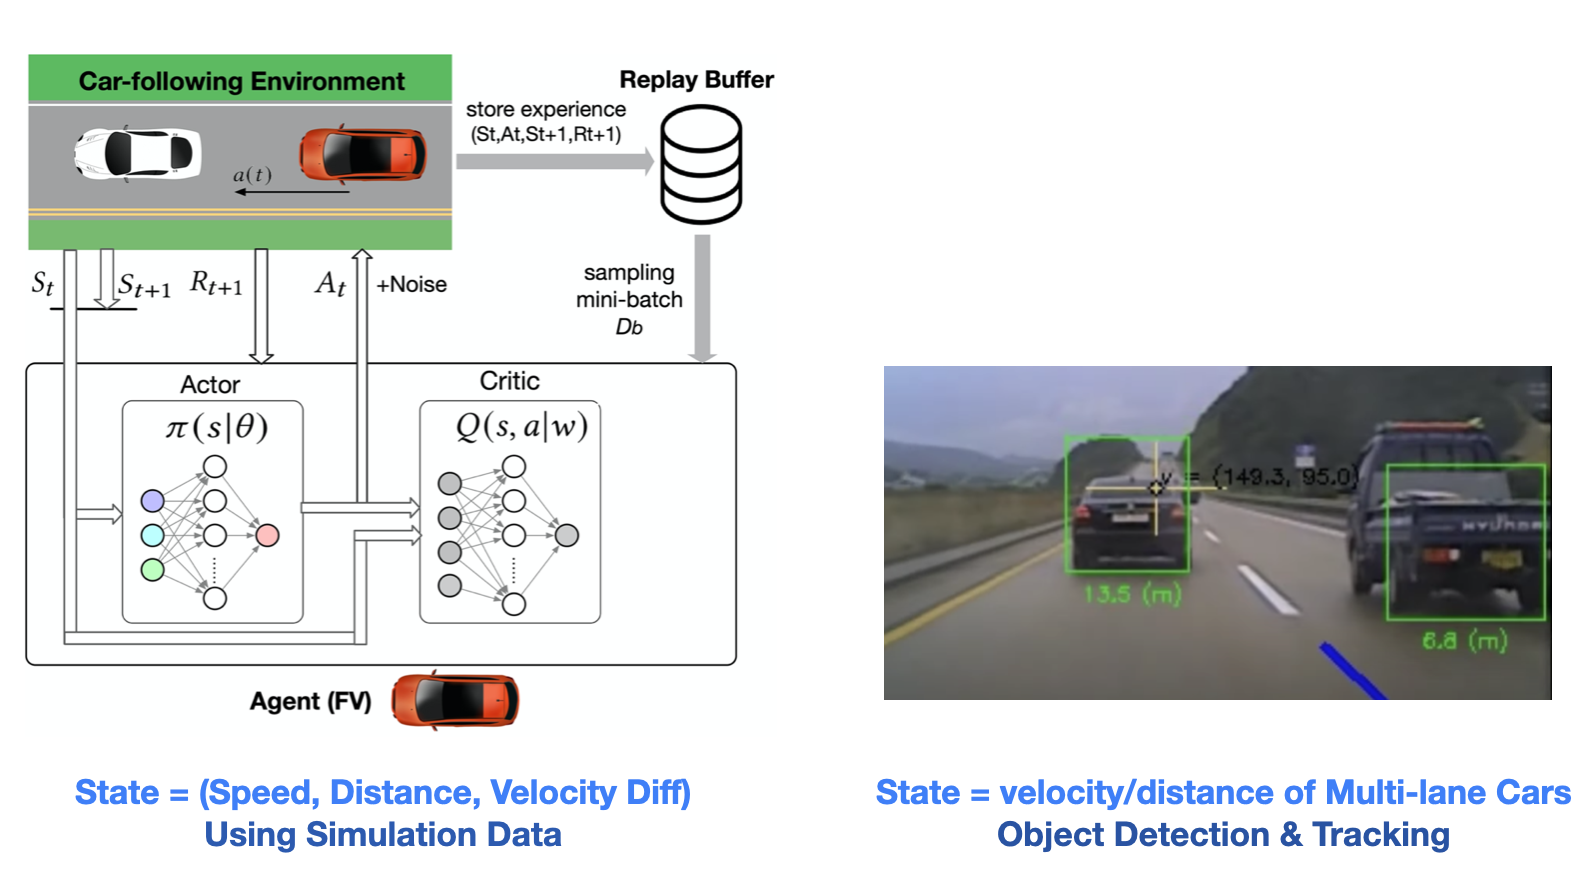 Car-following Environment
a(t)
store experience
(St,At,St+1,Rt+1)
Replay Buffer
S_t
S_{t+1}
R_{t+1}
A_t
+Noise
sampling
mini-batch
Db
Actor
π(s|θ)
Critic
Q(s, a|w)
Agent (FV)
State = (Speed, Distance, Velocity Diff)
Using Simulation Data
v = {149.3, 95.0}
HYUNDAI
13.5 (m)
6.8 (m)
State = velocity/distance of Multi-lane Cars
Object Detection & Tracking